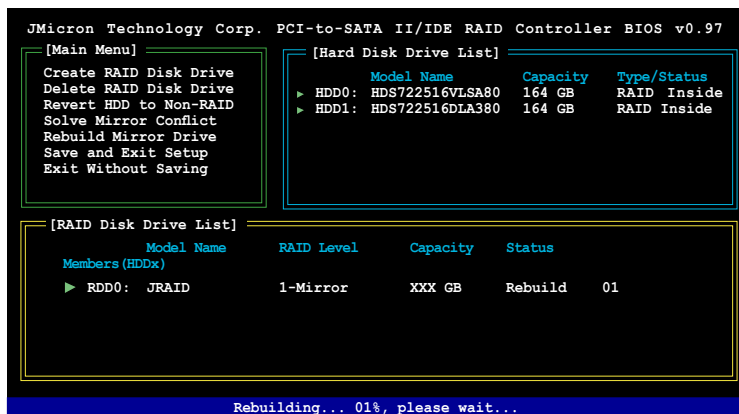 JMicron Technology Corp. PCI-to-SATA II/IDE RAID Controller BIOS v0.97
[Main Menu]
Create RAID Disk Drive
Delete RAID Disk Drive
Revert HDD to Non-RAID
Solve Mirror Conflict
Rebuild Mirror Drive
Save and Exit Setup
Exit Without Saving
[Hard Disk Drive List]
Model Name Capacity Type/Status
HDD0: HDS722516VLSA80 164 GB RAID Inside
HDD1: HDS722516DLA380 164 GB RAID Inside
[RAID Disk Drive List]
Model Name RAID Level Capacity Status
Members(HDDx)
RDD0: JRAID 1-Mirror XXX GB Rebuild 01
Rebuilding... 01%, please wait...